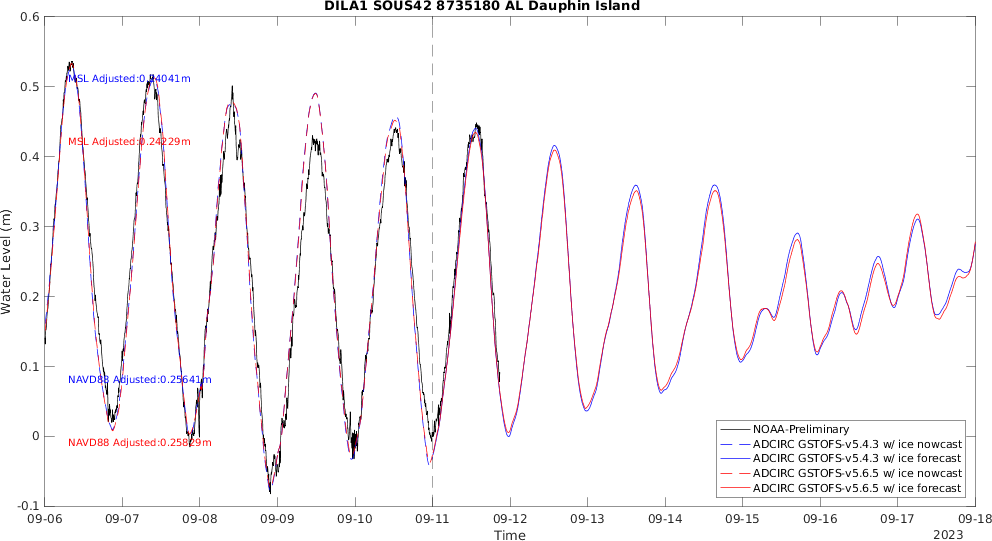 DILA1 SOUS42 8735180 AL Dauphin Island
Water Level (m)
0.6
0.5
0.4
0.3
0.2
0.1
0
-0.1
MSL Adjusted:0.24041m
MSL Adjusted:0.24229m
NAVD88 Adjusted:0.25641m
NAVD88 Adjusted:0.25829m
NOAA-Preliminary
ADCIRC GSTOFS-v5.4.3 w/ ice nowcast
ADCIRC GSTOFS-v5.4.3 w/ ice forecast
ADCIRC GSTOFS-v5.6.5 w/ ice nowcast
ADCIRC GSTOFS-v5.6.5 w/ ice forecast
09-06 09-07 09-08 09-09 09-10 09-11 09-12 09-13 09-14 09-15 09-16 09-17 09-18
Time
2023